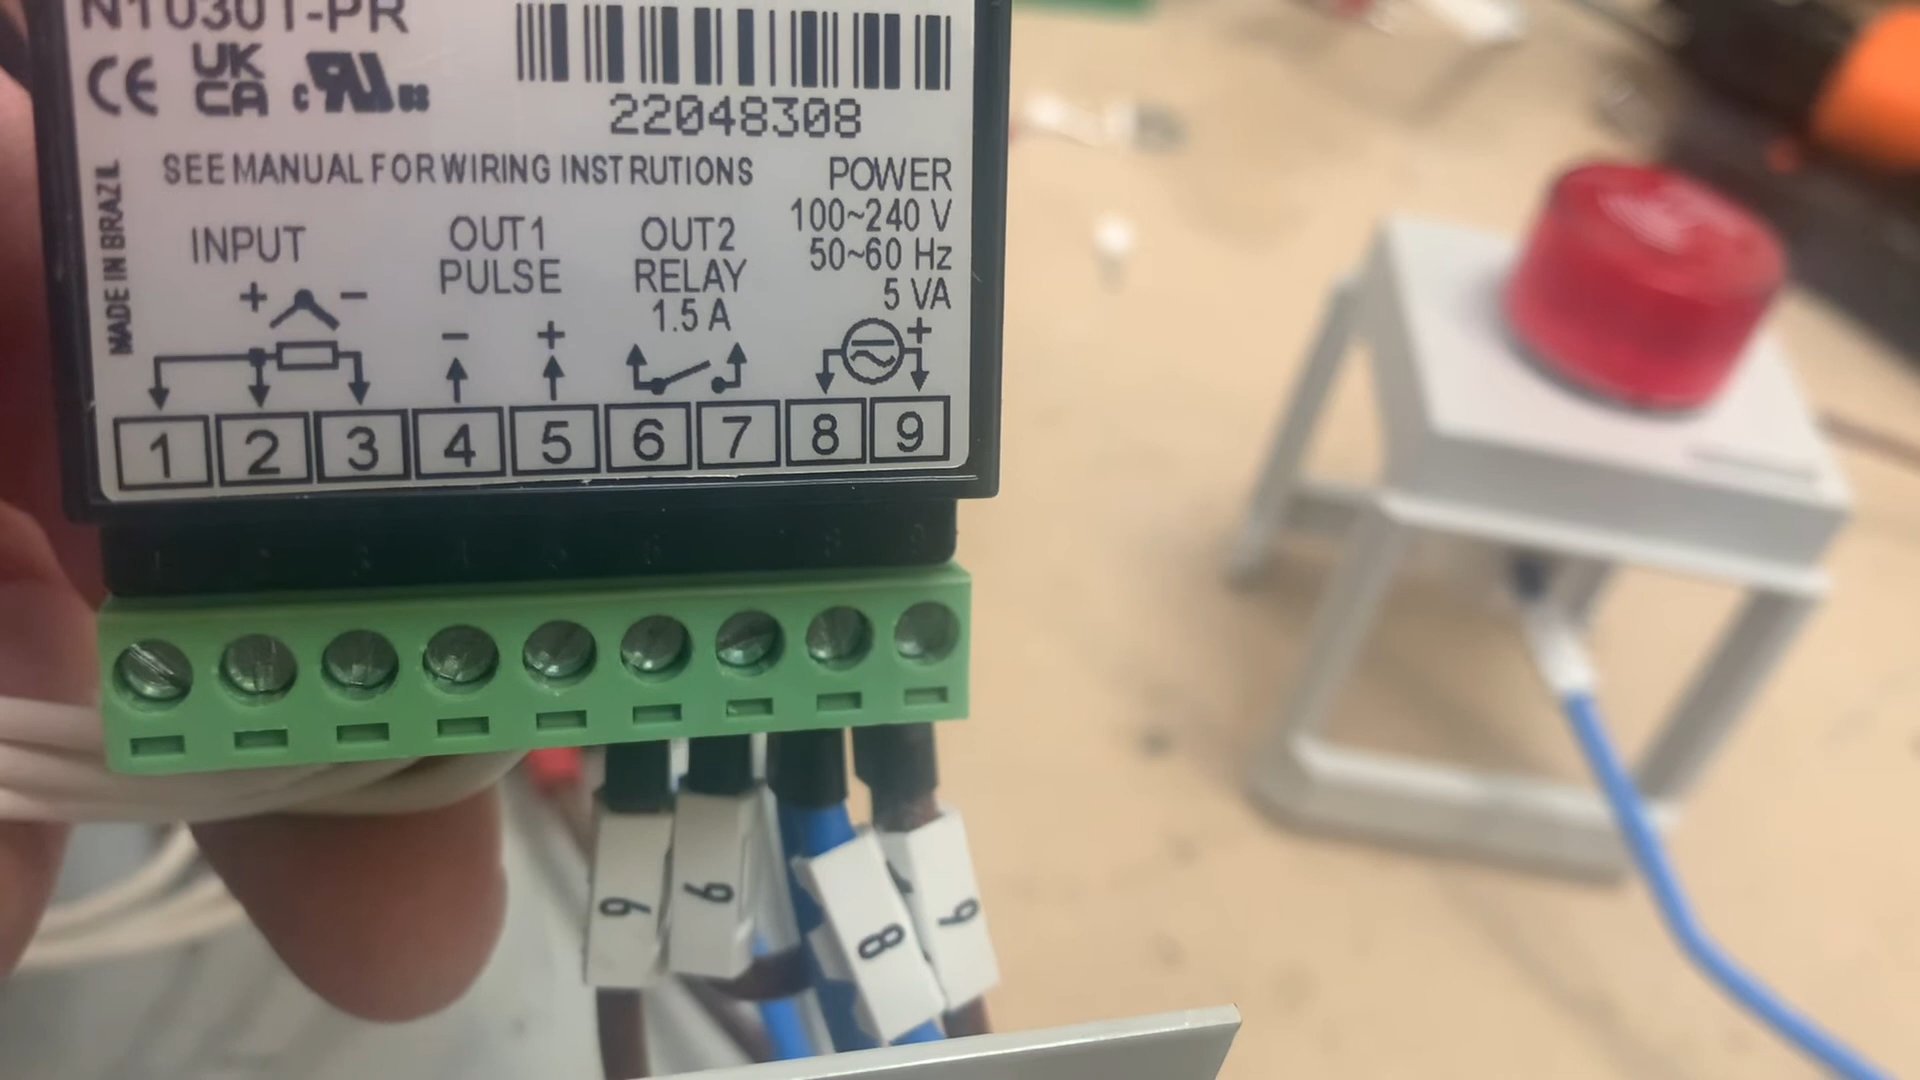 N1030T-PR
CE UK CA c RU us
22048308
MADE IN BRAZIL
SEE MANUAL FOR WIRING INSTRUTIONS
POWER
100~240 V
50~60 Hz
5 VA
INPUT
+ -
OUT1
PULSE
- +
OUT2
RELAY
1.5 A
+
1 2 3 4 5 6 7 8 9
6 6 8 9